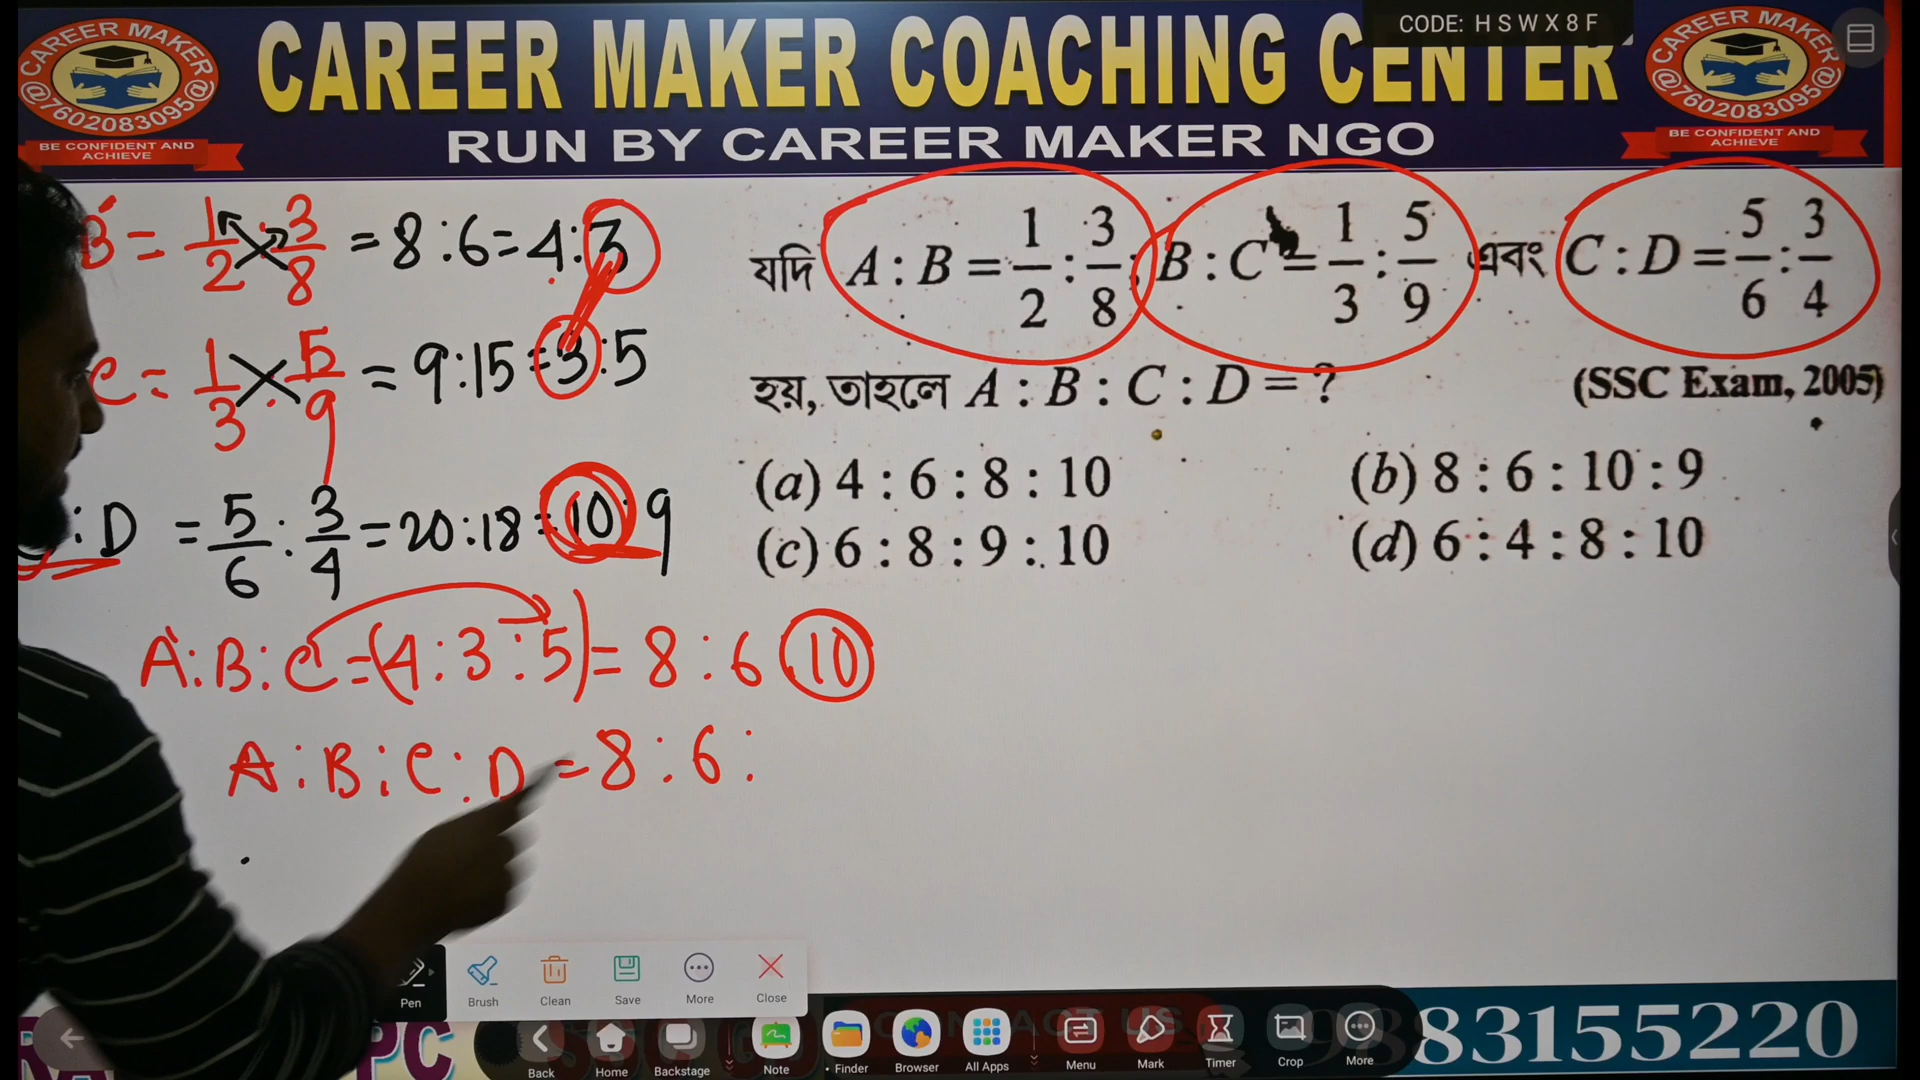 CAREER MAKER COACHING CENTER
CODE: HSWX8F
RUN BY CAREER MAKER NGO
CAREER MAKER
@7602083095@
BE CONFIDENT AND
ACHIEVE
CAREER MAKER
@7602083095@
BE CONFIDENT AND
ACHIEVE
B = 1/2 : 3/8 = 8:6 = 4:3
C = 1/3 : 5/9 = 9:15 = 3:5
:D = 5/6 : 3/4 = 20:18 = 10:9
A:B:C = (4:3:5) = 8:6 10
A:B:C:D = 8:6:
যদি A : B = 1/2 : 3/8 ; B : C = 1/3 : 5/9 এবং C : D = 5/6 : 3/4
হয়, তাহলে A : B : C : D = ? (SSC Exam, 2005)
(a) 4 : 6 : 8 : 10 (b) 8 : 6 : 10 : 9
(c) 6 : 8 : 9 : 10 (d) 6 : 4 : 8 : 10
Pen Brush Clean Save More Close
PC 83155220
Back Home Backstage Note Finder Browser All Apps Menu Mark Timer Crop More